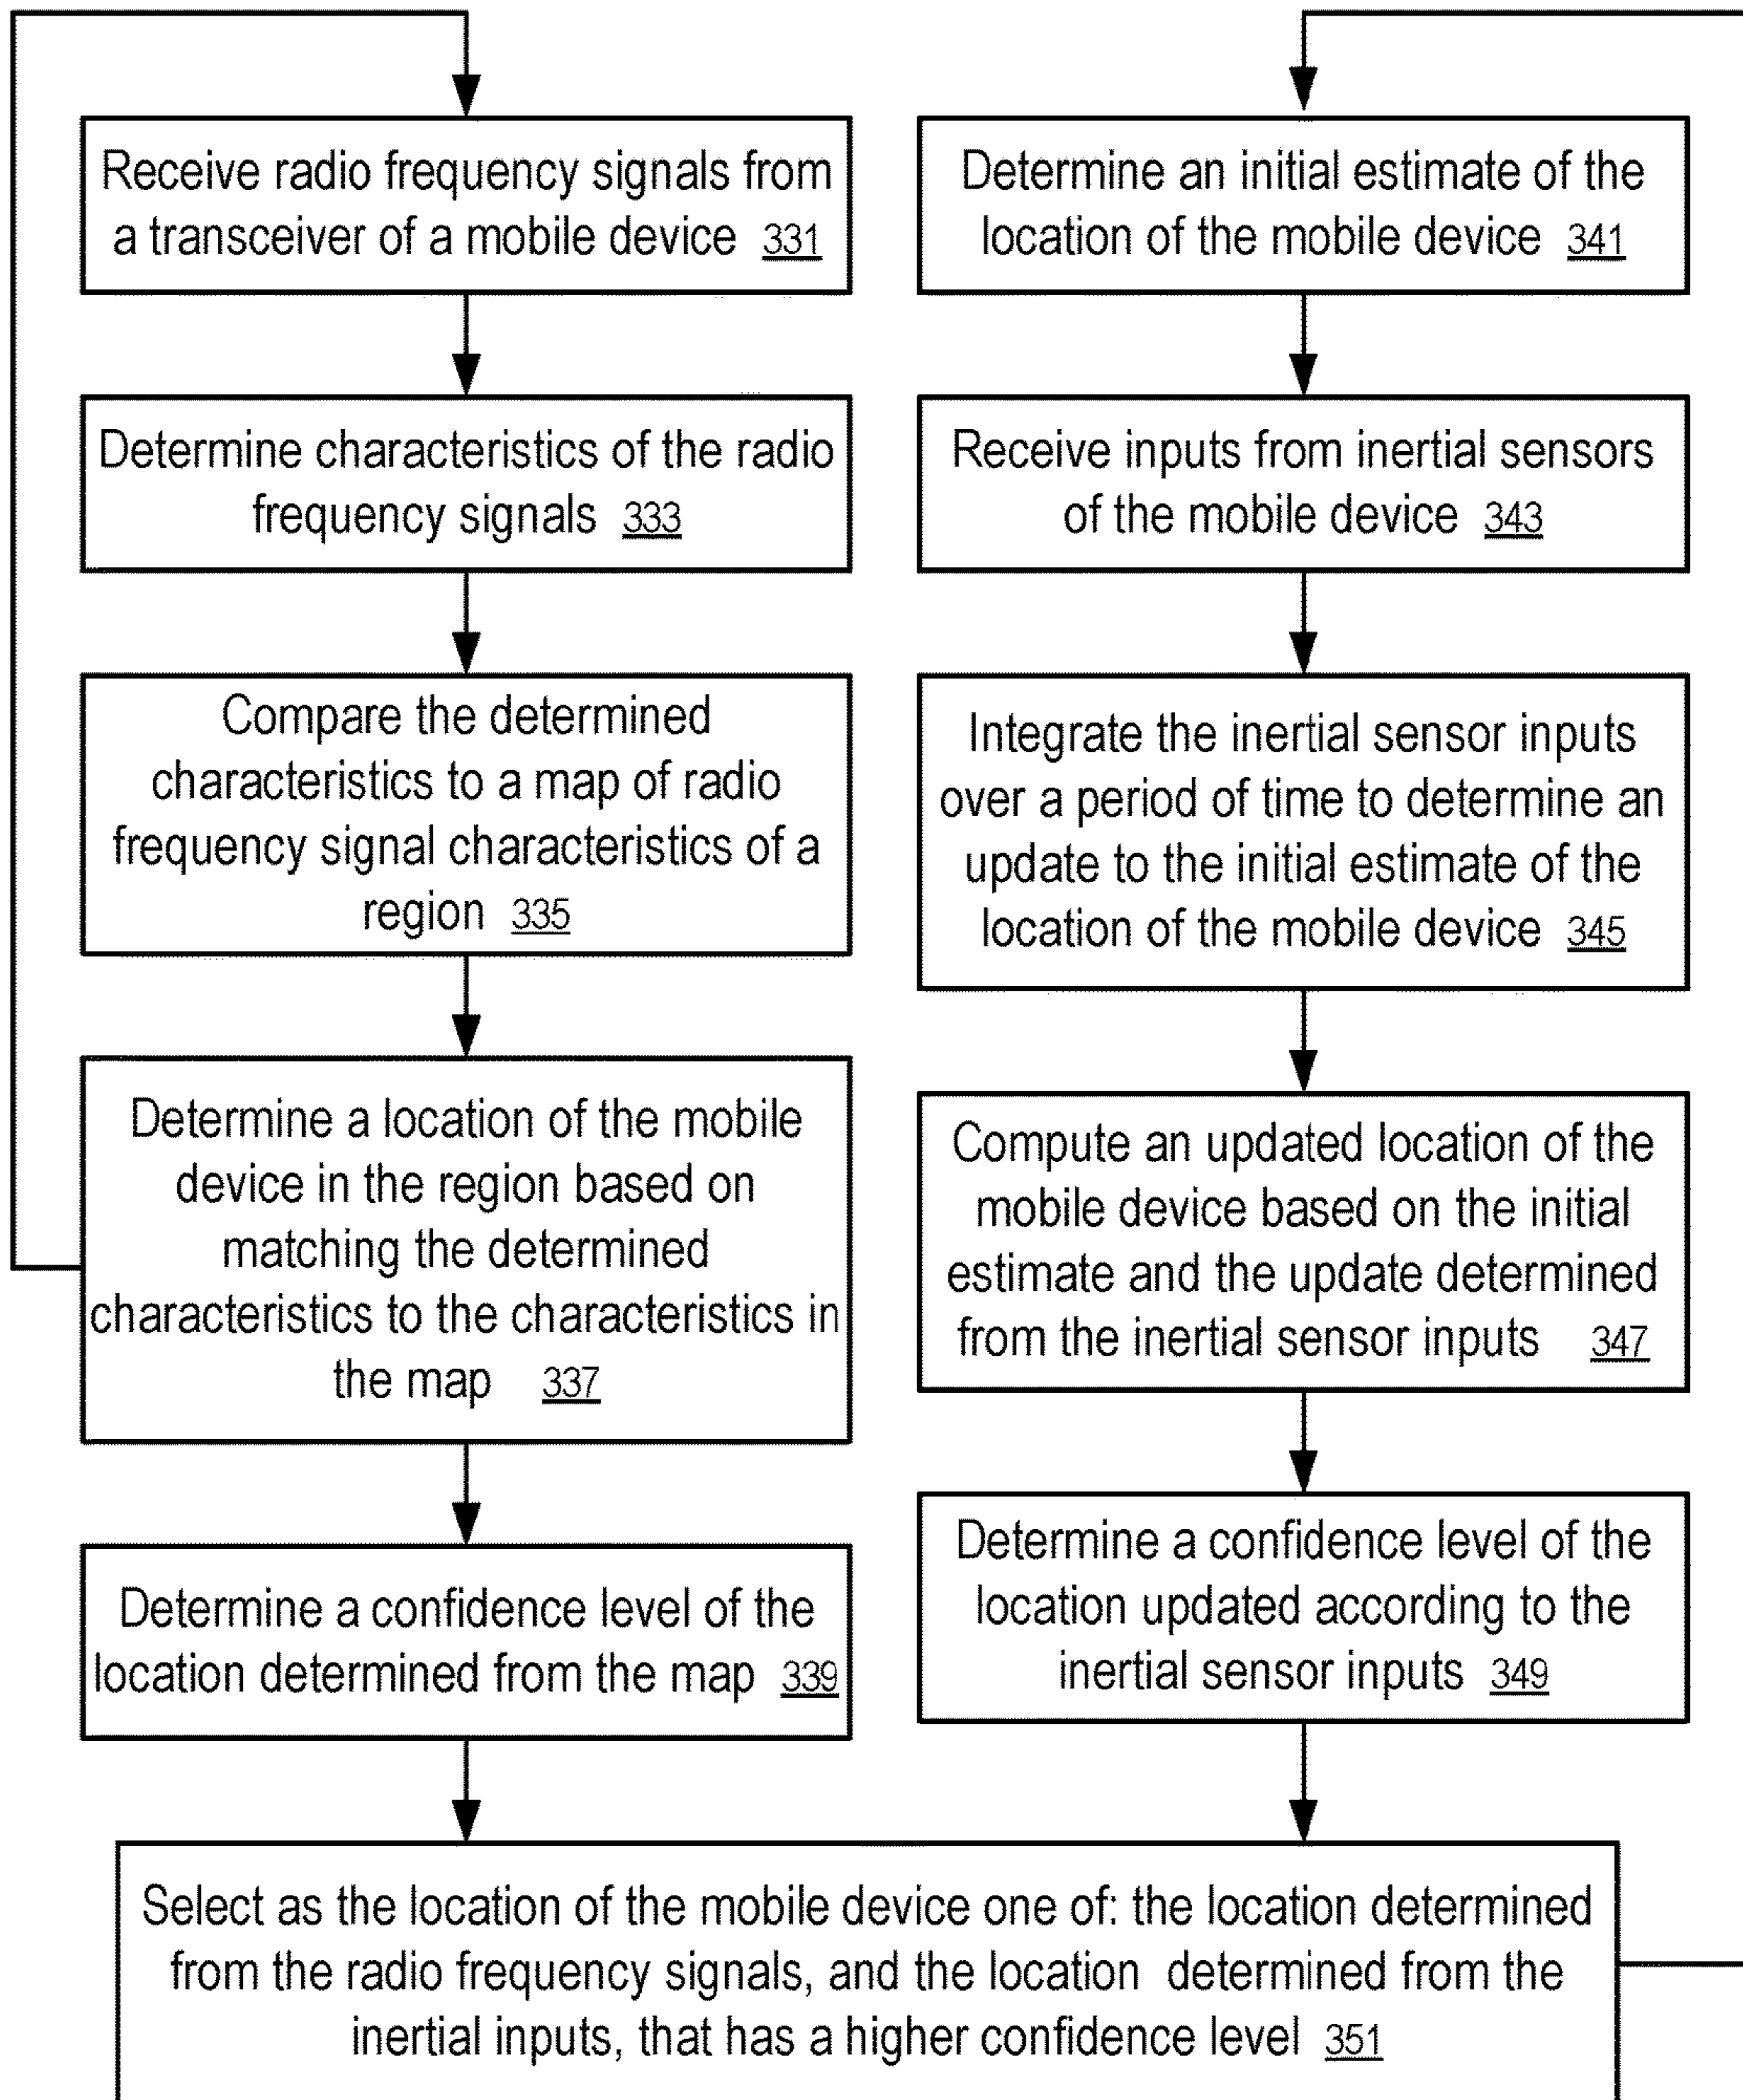 Receive radio frequency signals from
a transceiver of a mobile device 331
Determine characteristics of the radio
frequency signals 333
Compare the determined
characteristics to a map of radio
frequency signal characteristics of a
region 335
Determine a location of the mobile
device in the region based on
matching the determined
characteristics to the characteristics in
the map 337
Determine a confidence level of the
location determined from the map 339
Determine an initial estimate of the
location of the mobile device 341
Receive inputs from inertial sensors
of the mobile device 343
Integrate the inertial sensor inputs
over a period of time to determine an
update to the initial estimate of the
location of the mobile device 345
Compute an updated location of the
mobile device based on the initial
estimate and the update determined
from the inertial sensor inputs 347
Determine a confidence level of the
location updated according to the
inertial sensor inputs 349
Select as the location of the mobile device one of: the location determined
from the radio frequency signals, and the location determined from the
inertial inputs, that has a higher confidence level 351